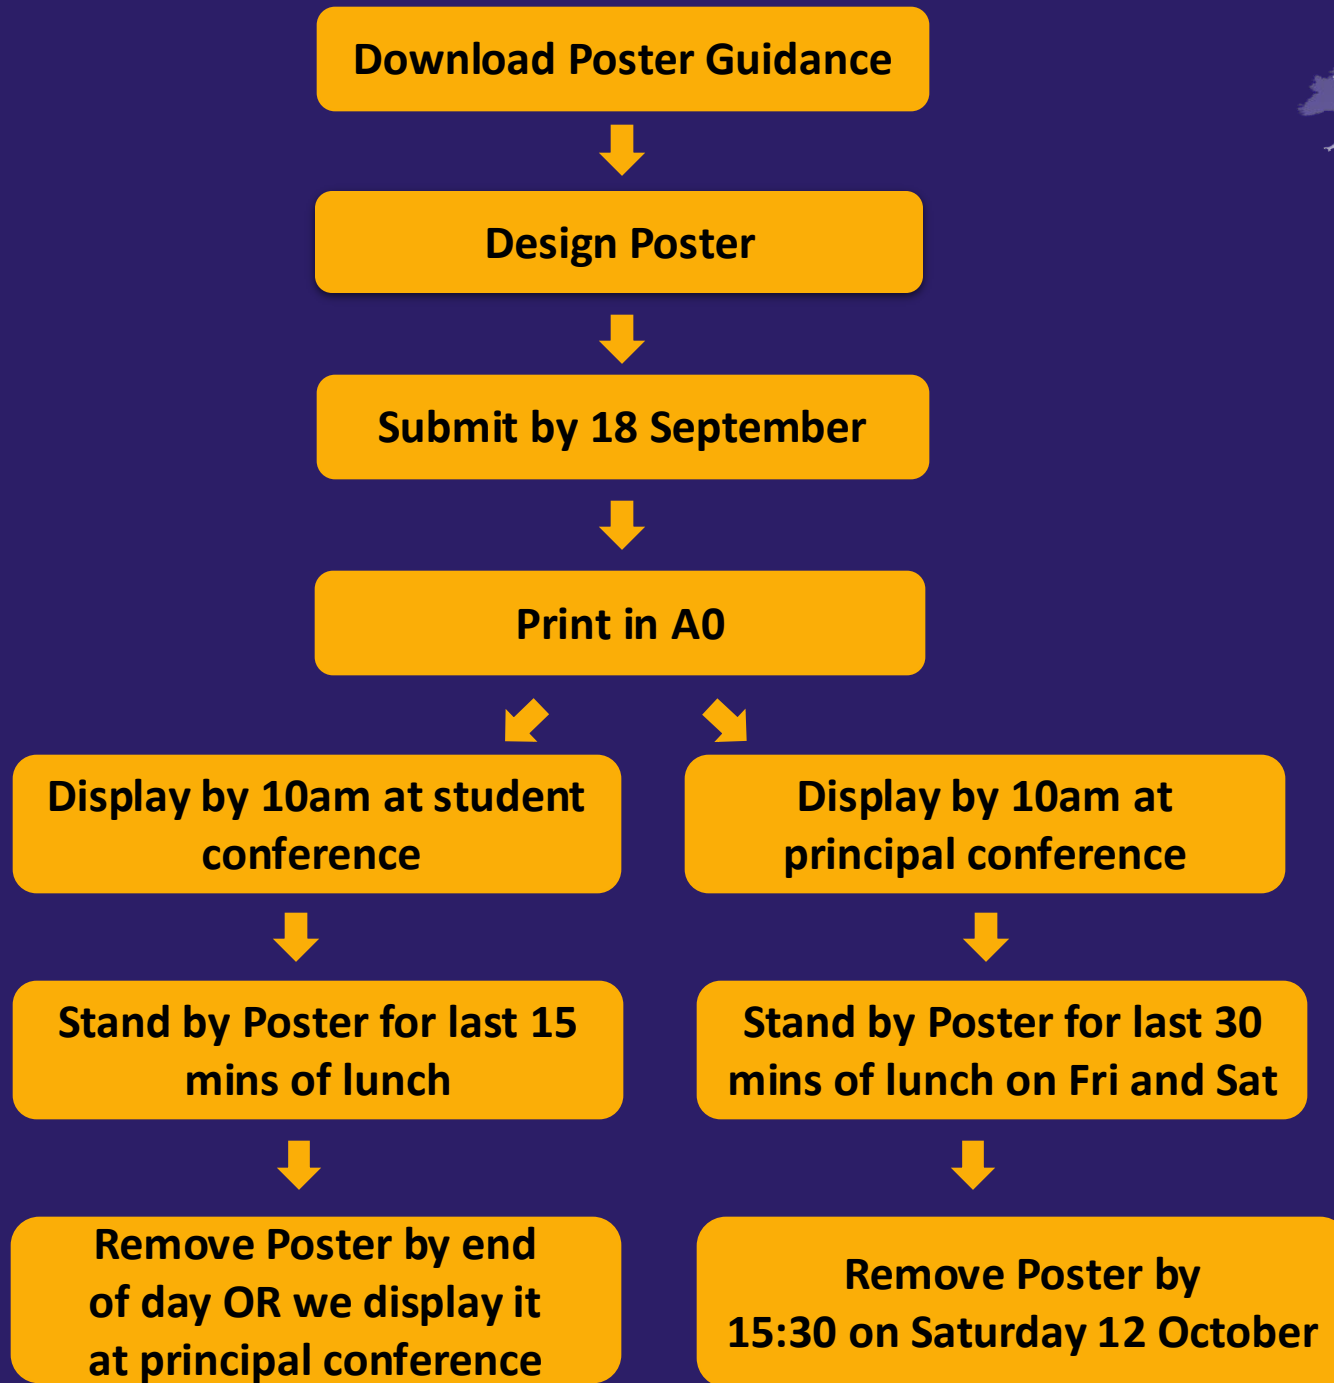 Download Poster Guidance
Design Poster
Submit by 18 September
Print in A0
Display by 10am at student
conference
Display by 10am at
principal conference
Stand by Poster for last 15
mins of lunch
Stand by Poster for last 30
mins of lunch on Fri and Sat
Remove Poster by end
of day OR we display it
at principal conference
Remove Poster by
15:30 on Saturday 12 October